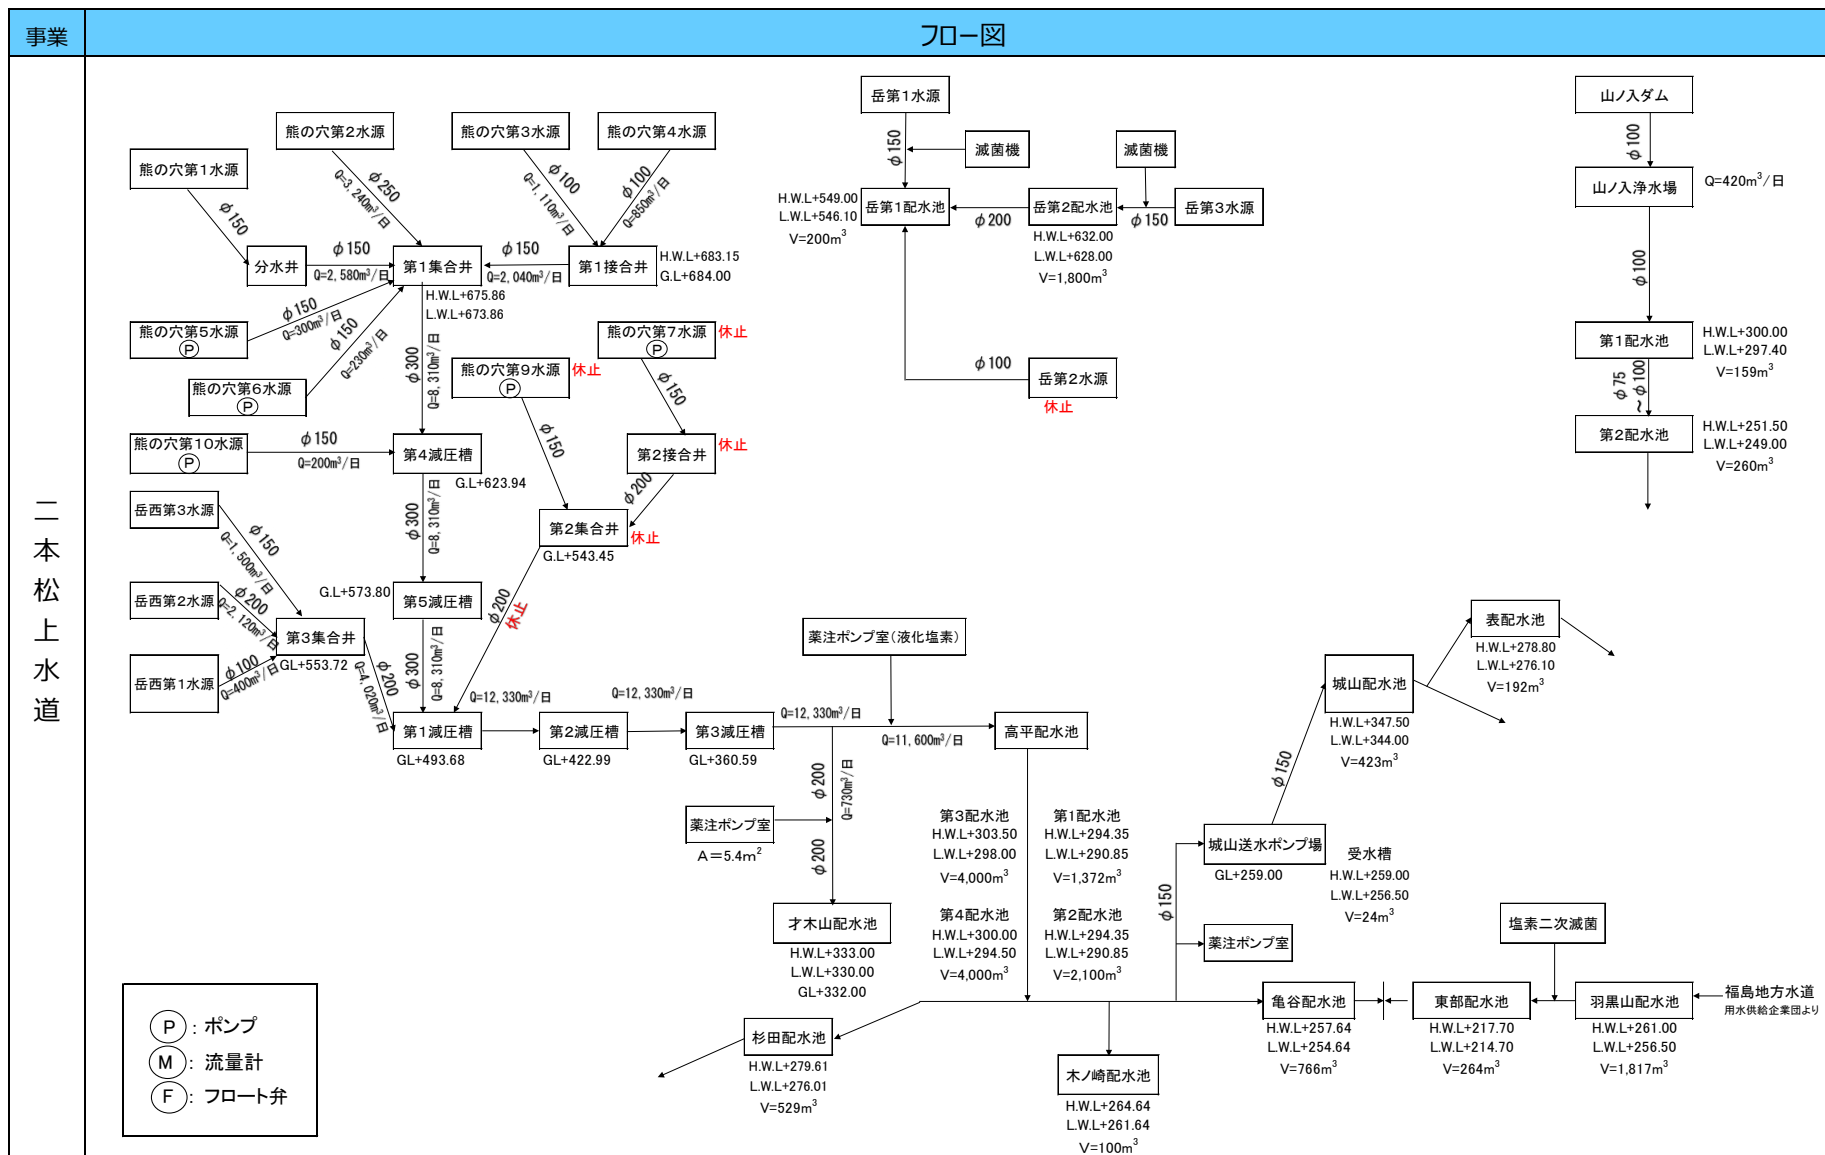 事業
フロー図
二本松上水道
熊の穴第1水源
熊の穴第2水源
熊の穴第3水源
熊の穴第4水源
φ150
φ250
Q=3,240m³/日
φ100
Q=1,110m³/日
φ100
Q=850m³/日
分水井
φ150
Q=2,580m³/日
第1集合井
H.W.L+675.86
L.W.L+673.86
φ150
Q=2,040m³/日
第1接合井
H.W.L+683.15
G.L+684.00
熊の穴第5水源
P
φ150
Q=300m³/日
熊の穴第6水源
P
φ150
Q=230m³/日
φ300
Q=8,310m³/日
熊の穴第7水源
P
休止
熊の穴第9水源
P
休止
φ150
φ150
第2接合井
休止
φ200
熊の穴第10水源
P
φ150
Q=200m³/日
第4減圧槽
G.L+623.94
φ300
Q=8,310m³/日
第2集合井
休止
G.L+543.45
φ200
休止
岳西第3水源
φ150
Q=1,500m³/日
岳西第2水源
φ200
Q=2,120m³/日
岳西第1水源
φ100
Q=400m³/日
第3集合井
GL+553.72
φ200
Q=4,020m³/日
G.L+573.80
第5減圧槽
φ300
Q=8,310m³/日
第1減圧槽
GL+493.68
Q=12,330m³/日
第2減圧槽
GL+422.99
Q=12,330m³/日
第3減圧槽
GL+360.59
Q=12,330m³/日
薬注ポンプ室(液化塩素)
Q=11,600m³/日
高平配水池
φ200
Q=730m³/日
薬注ポンプ室
A=5.4m²
φ200
才木山配水池
H.W.L+333.00
L.W.L+330.00
GL+332.00
第3配水池
H.W.L+303.50
L.W.L+298.00
V=4,000m³
第1配水池
H.W.L+294.35
L.W.L+290.85
V=1,372m³
第4配水池
H.W.L+300.00
L.W.L+294.50
V=4,000m³
第2配水池
H.W.L+294.35
L.W.L+290.85
V=2,100m³
岳第1水源
φ150
滅菌機
滅菌機
H.W.L+549.00
L.W.L+546.10
V=200m³
岳第1配水池
φ200
岳第2配水池
H.W.L+632.00
L.W.L+628.00
V=1,800m³
φ150
岳第3水源
φ100
岳第2水源
休止
山ノ入ダム
φ100
山ノ入浄水場
Q=420m³/日
φ100
第1配水池
H.W.L+300.00
L.W.L+297.40
V=159m³
φ75
~φ100
第2配水池
H.W.L+251.50
L.W.L+249.00
V=260m³
表配水池
H.W.L+278.80
L.W.L+276.10
V=192m³
城山配水池
H.W.L+347.50
L.W.L+344.00
V=423m³
φ150
城山送水ポンプ場
GL+259.00
受水槽
H.W.L+259.00
L.W.L+256.50
V=24m³
φ150
薬注ポンプ室
塩素二次滅菌
亀谷配水池
H.W.L+257.64
L.W.L+254.64
V=766m³
東部配水池
H.W.L+217.70
L.W.L+214.70
V=264m³
羽黒山配水池
H.W.L+261.00
L.W.L+256.50
V=1,817m³
福島地方水道
用水供給企業団より
杉田配水池
H.W.L+279.61
L.W.L+276.01
V=529m³
木ノ崎配水池
H.W.L+264.64
L.W.L+261.64
V=100m³
P : ポンプ
M : 流量計
F : フロート弁